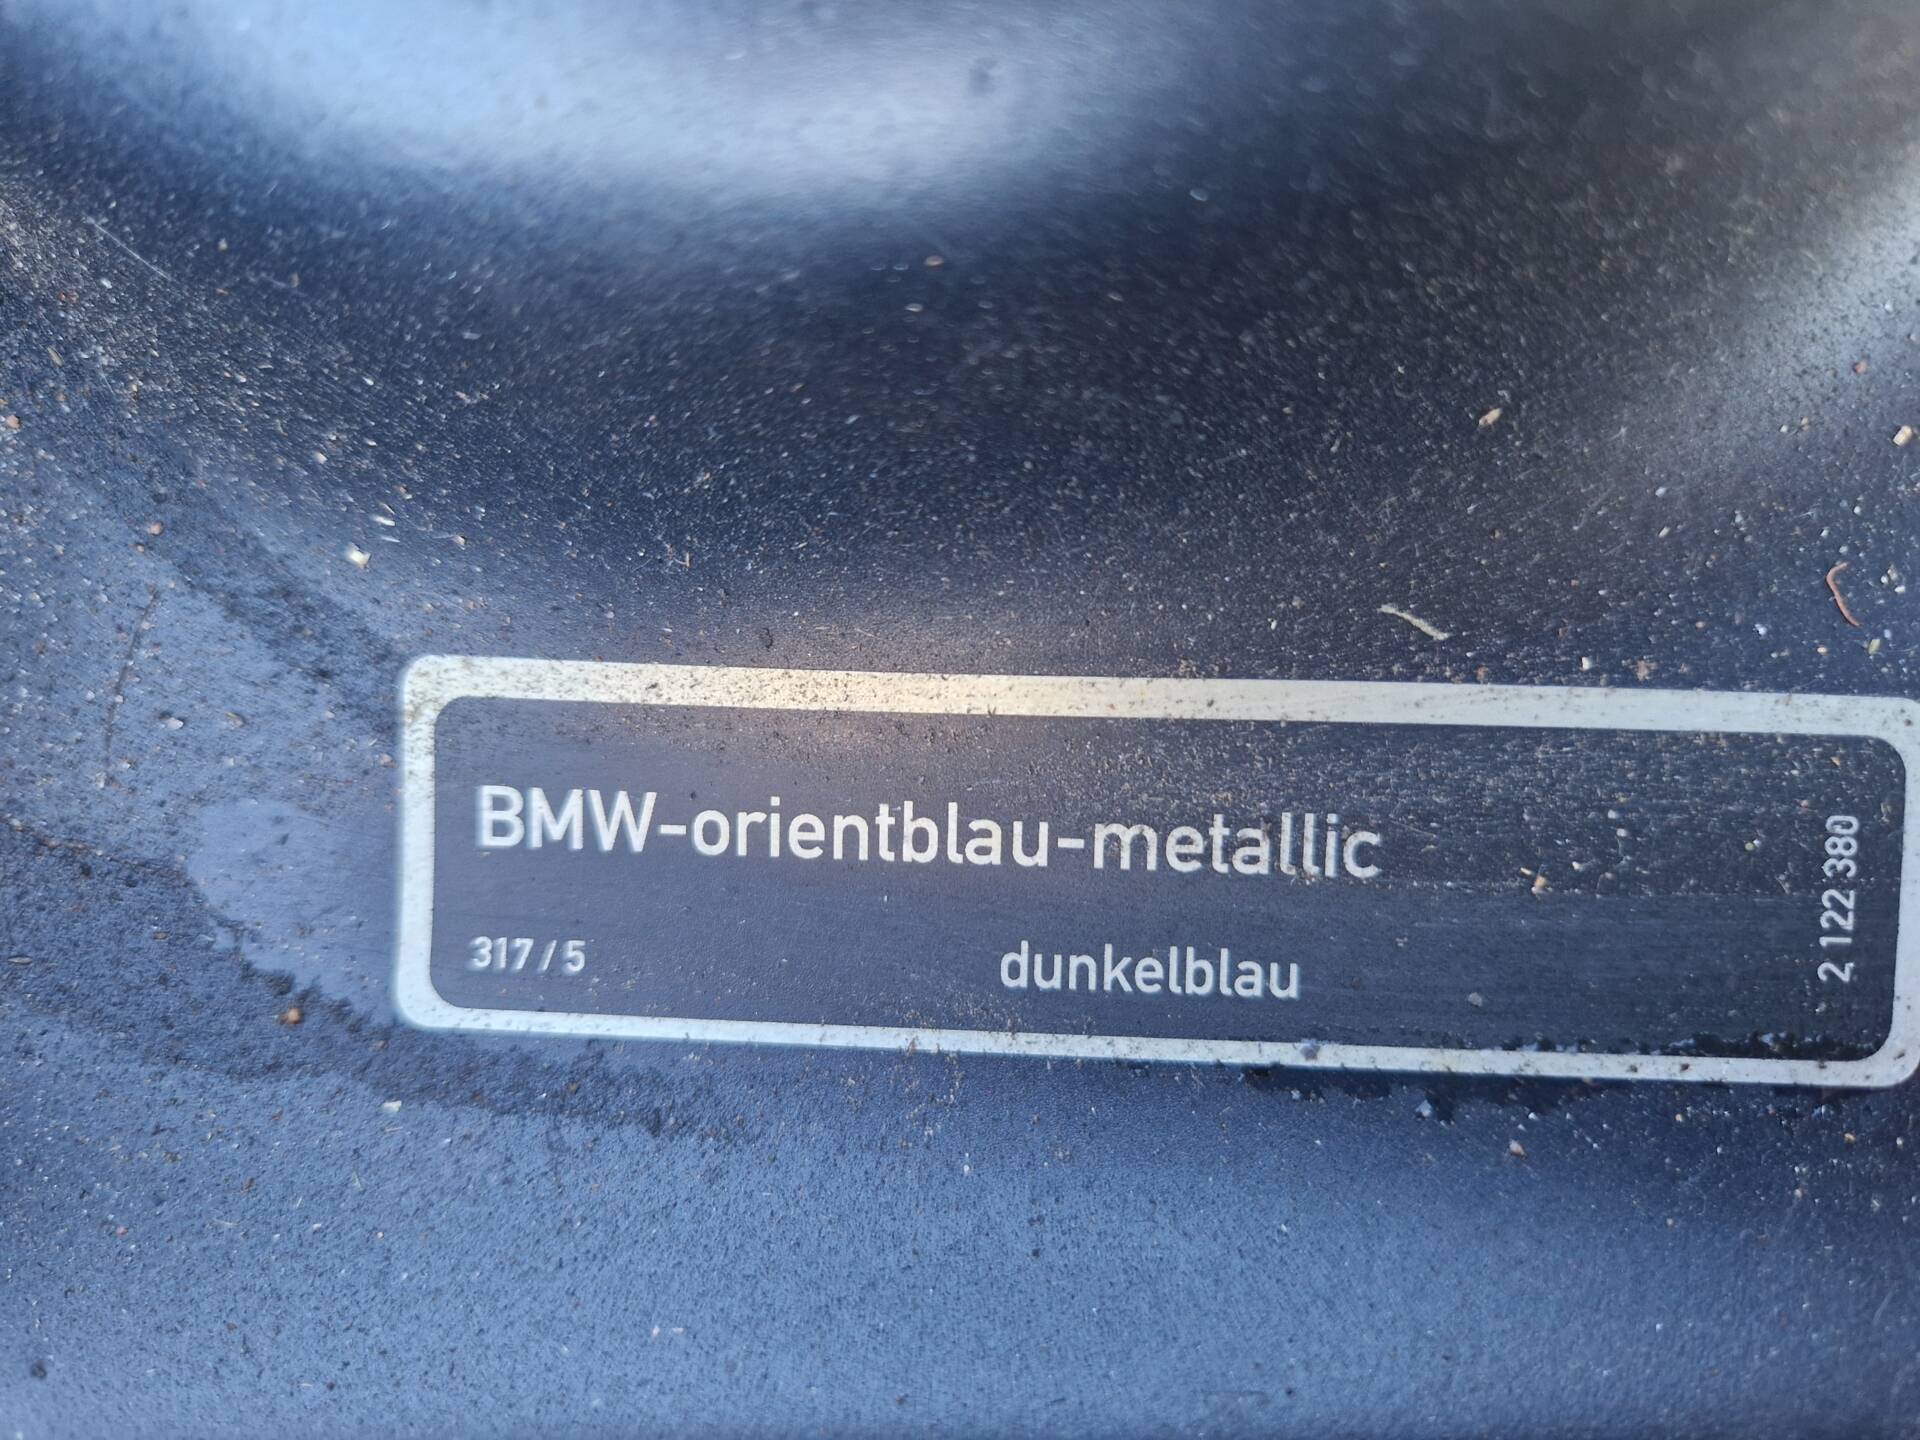 BMW-orientblau-metallic
317/5
dunkelblau
2 122 380